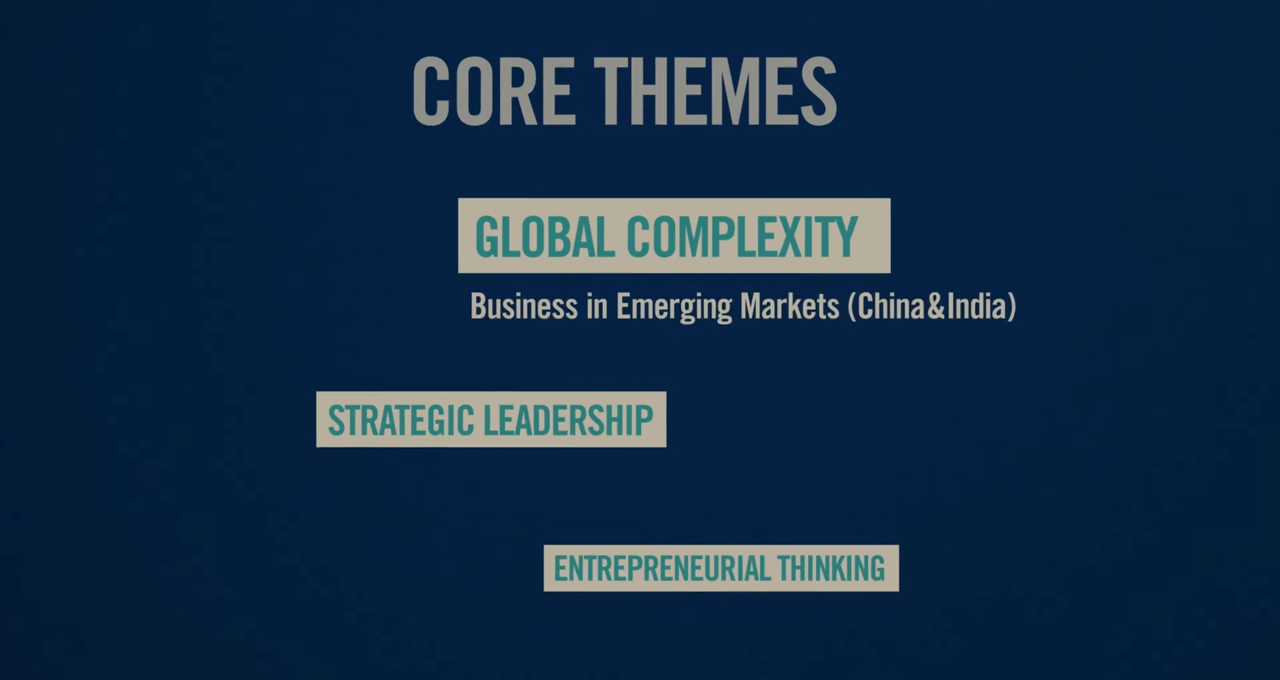 CORE THEMES
GLOBAL COMPLEXITY
Business in Emerging Markets (China&India)
STRATEGIC LEADERSHIP
ENTREPRENEURIAL THINKING